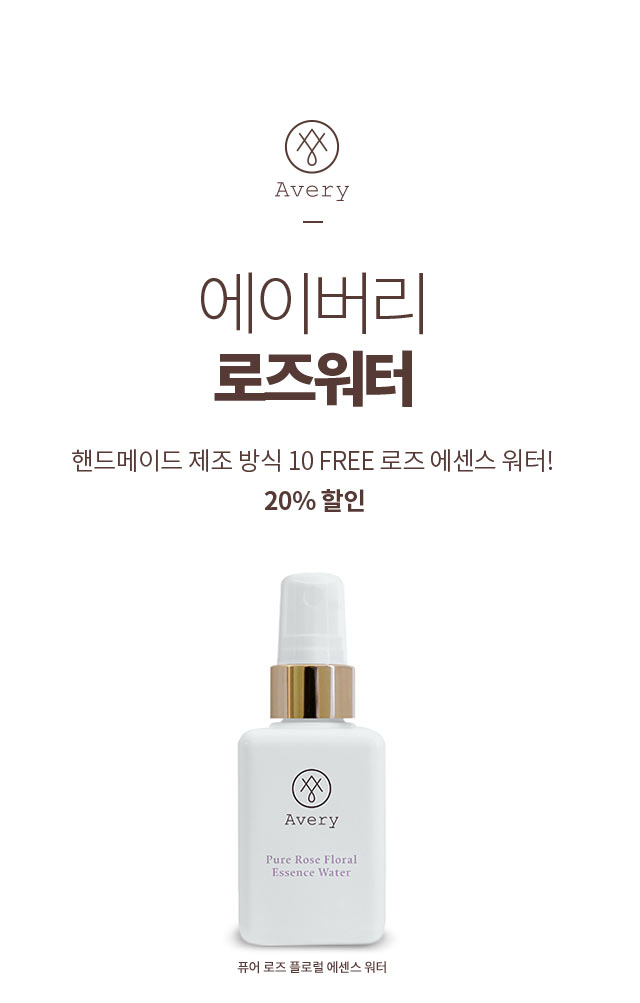 Avery
에이버리
로즈워터
핸드메이드 제조 방식 10 FREE 로즈 에센스 워터!
20% 할인
Avery
Pure Rose Floral
Essence Water
퓨어 로즈 플로럴 에센스 워터